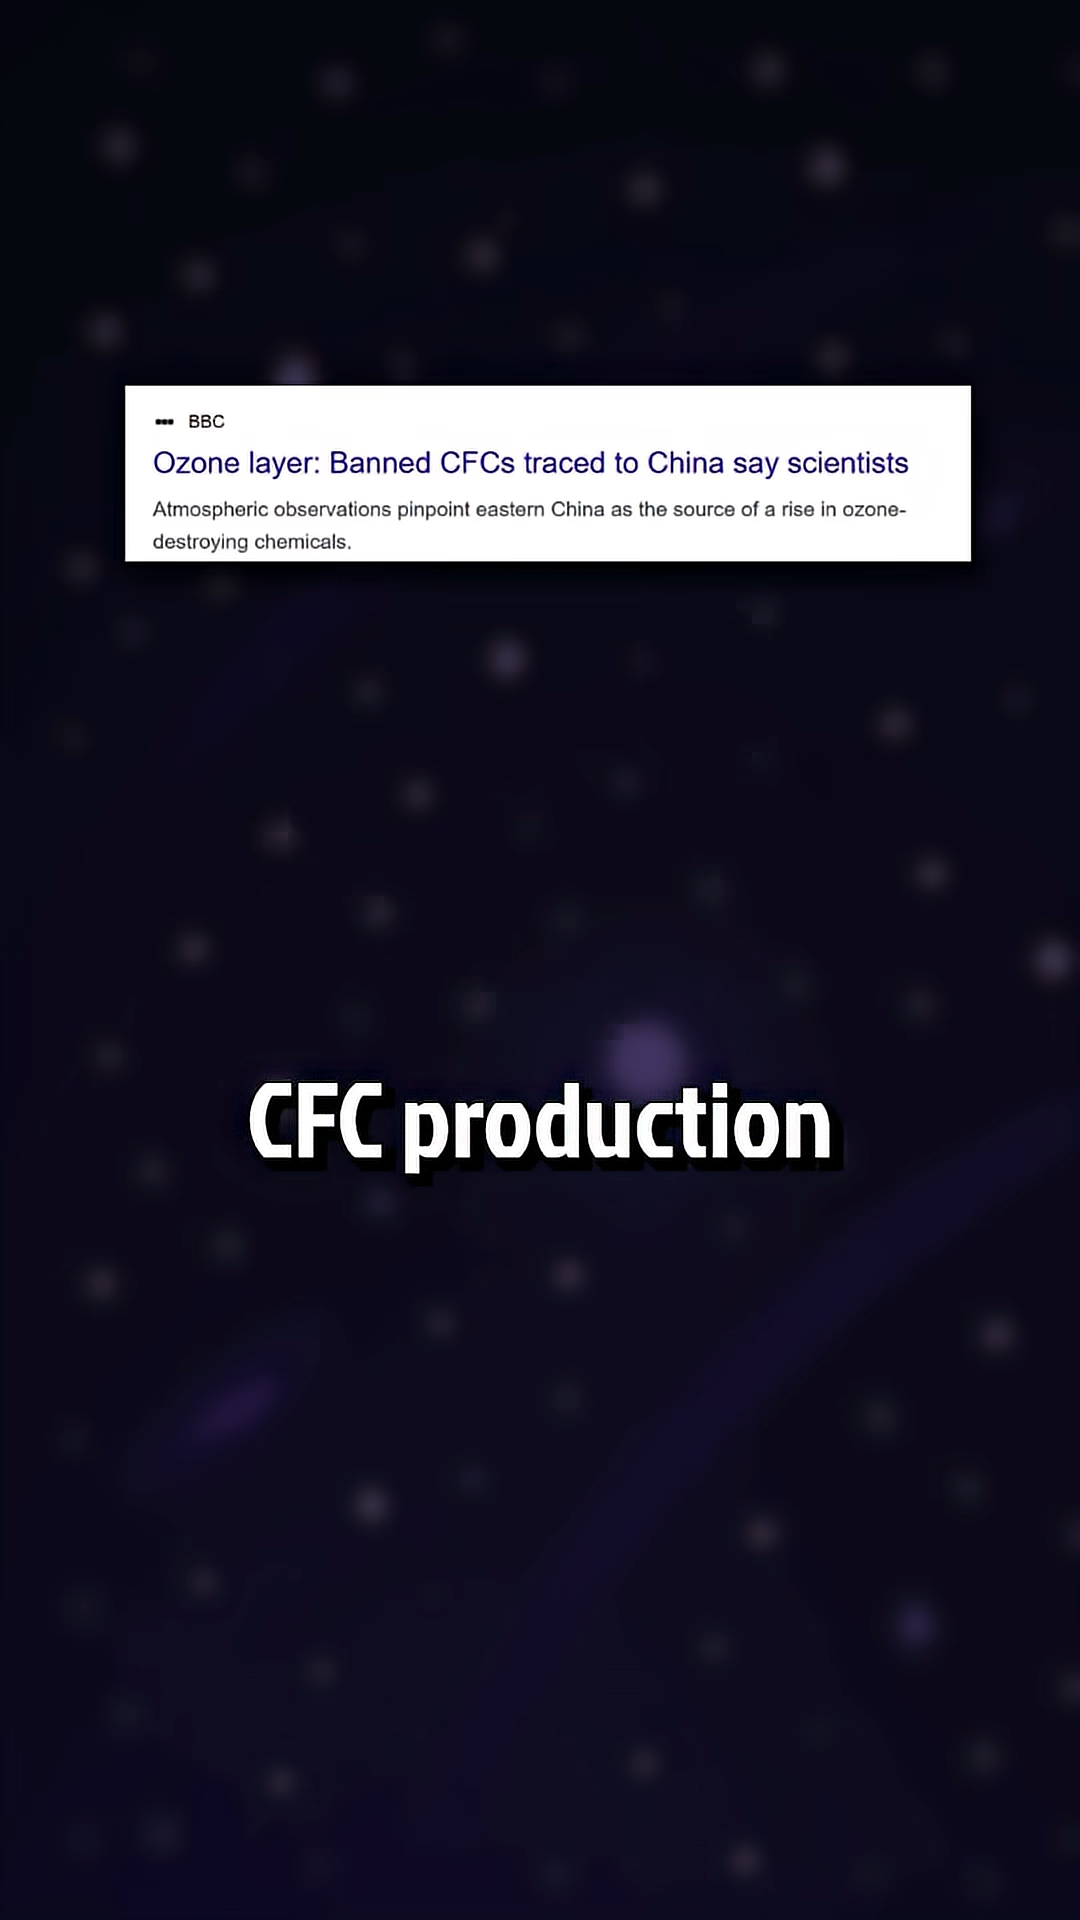 BBC
Ozone layer: Banned CFCs traced to China say scientists
Atmospheric observations pinpoint eastern China as the source of a rise in ozone-
destroying chemicals.
CFC production